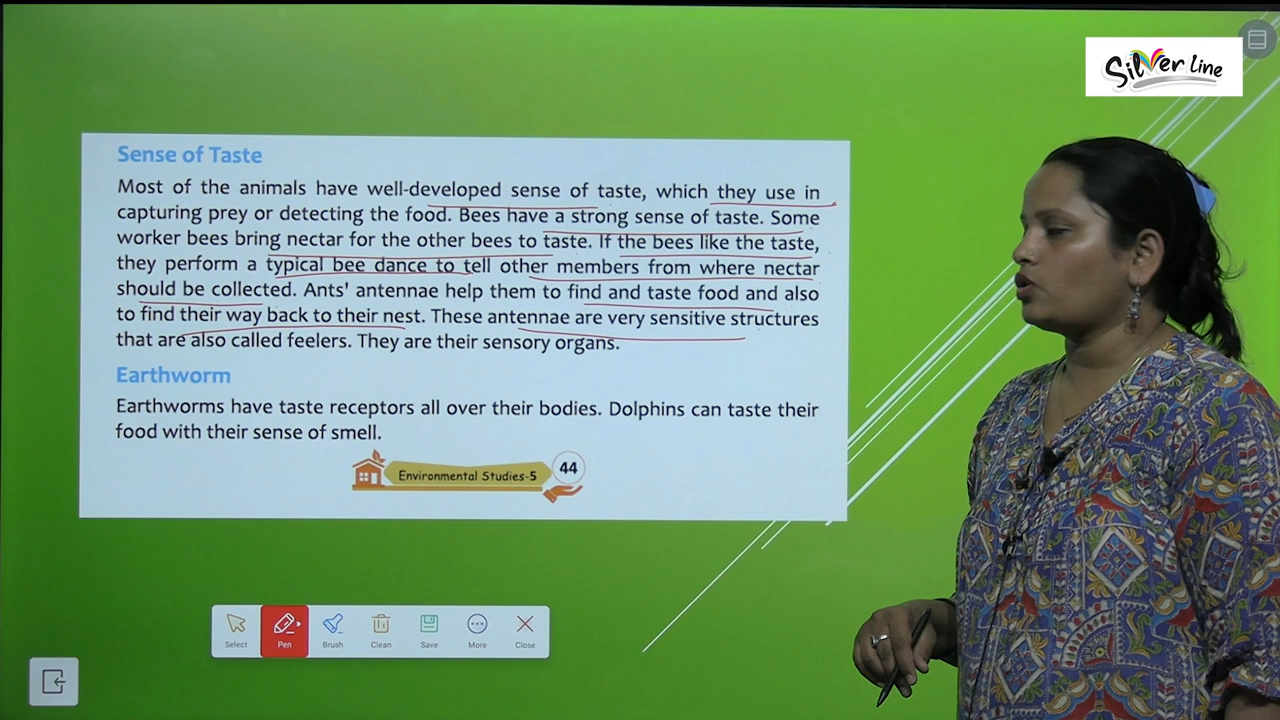 Silver Line
Sense of Taste
Most of the animals have well-developed sense of taste, which they use in
capturing prey or detecting the food. Bees have a strong sense of taste. Some
worker bees bring nectar for the other bees to taste. If the bees like the taste,
they perform a typical bee dance to tell other members from where nectar
should be collected. Ants' antennae help them to find and taste food and also
to find their way back to their nest. These antennae are very sensitive structures
that are also called feelers. They are their sensory organs.
Earthworm
Earthworms have taste receptors all over their bodies. Dolphins can taste their
food with their sense of smell.
Environmental Studies-5 44
Select Pen Brush Clean Save More Close